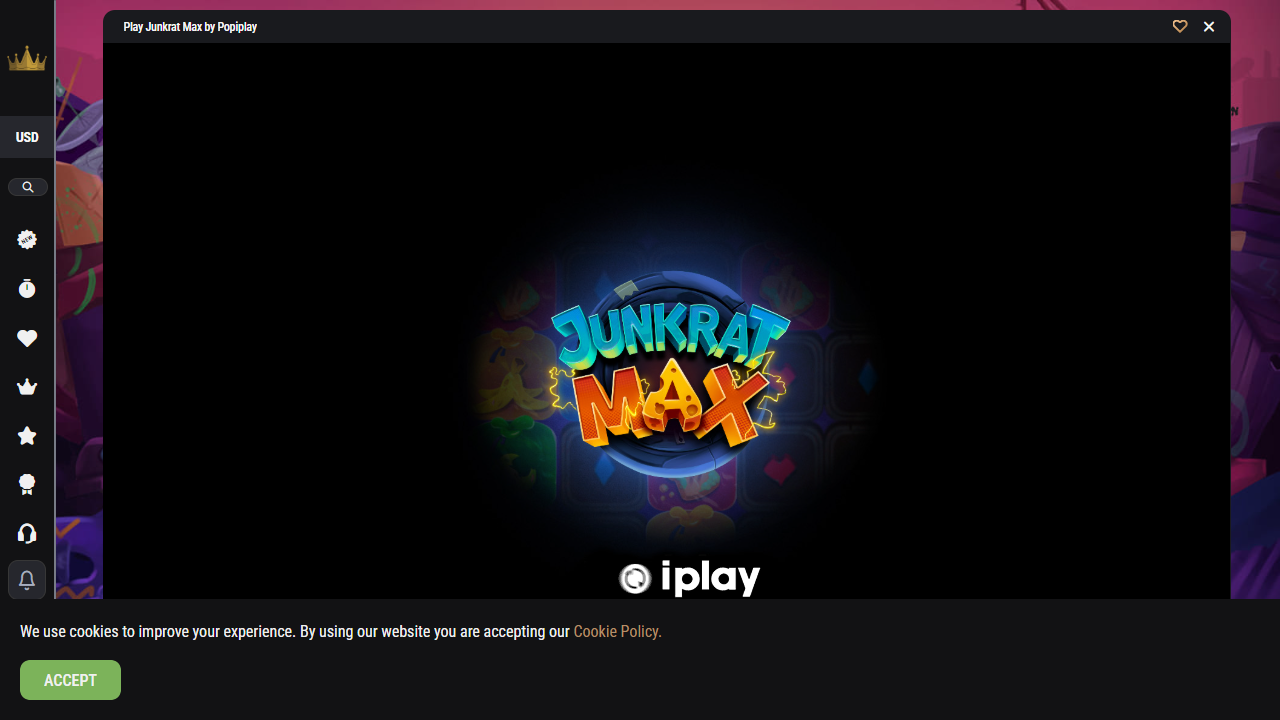 Play Junkrat Max by Popiplay
USD
NEW
JUNKRAT
MAX
iplay
We use cookies to improve your experience. By using our website you are accepting our Cookie Policy.
ACCEPT